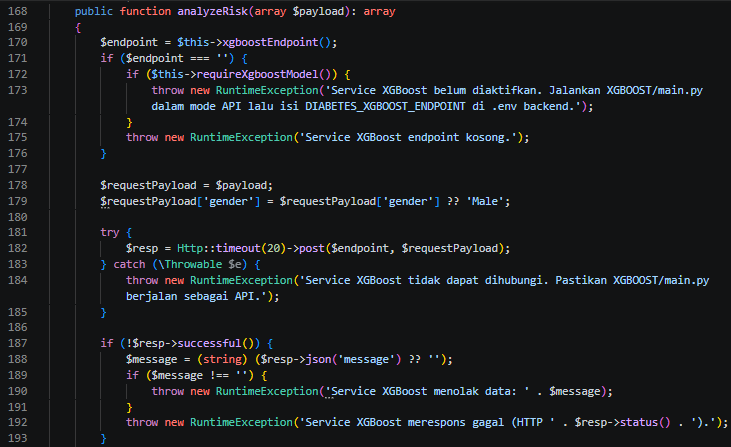 168 public function analyzeRisk(array $payload): array
169 {
170 $endpoint = $this->xgboostEndpoint();
171 if ($endpoint === '') {
172 if ($this->requireXgboostModel()) {
173 throw new RuntimeException('Service XGBoost belum diaktifkan. Jalankan XGBOOST/main.py
dalam mode API lalu isi DIABETES_XGBOOST_ENDPOINT di .env backend.');
174 }
175 throw new RuntimeException('Service XGBoost endpoint kosong.');
176 }
177
178 $requestPayload = $payload;
179 $requestPayload['gender'] = $requestPayload['gender'] ?? 'Male';
180
181 try {
182 $resp = Http::timeout(20)->post($endpoint, $requestPayload);
183 } catch (\Throwable $e) {
184 throw new RuntimeException('Service XGBoost tidak dapat dihubungi. Pastikan XGBOOST/main.py
berjalan sebagai API.');
185 }
186
187 if (!$resp->successful()) {
188 $message = (string) ($resp->json('message') ?? '');
189 if ($message !== '') {
190 throw new RuntimeException('Service XGBoost menolak data: ' . $message);
191 }
192 throw new RuntimeException('Service XGBoost merespons gagal (HTTP ' . $resp->status() . ').');
193 }